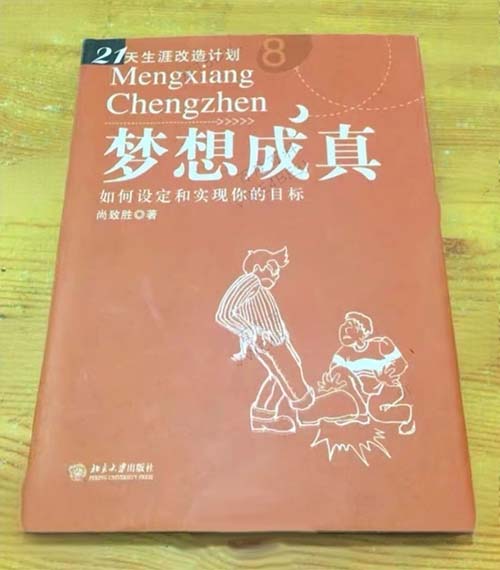 21天生涯改造计划 8
Mengxiang
Chengzhen
>>>>>
梦想成真
如何设定和实现你的目标
尚致胜◎著
北京大学出版社
PEKING UNIVERSITY PRESS